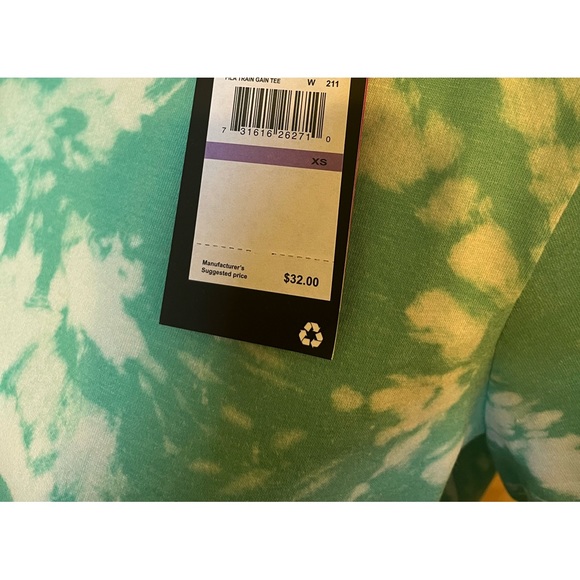 FILA TRAIN GAIN TEE W 211
7 31616 26271 0
XS
Manufacturer's
Suggested price $32.00